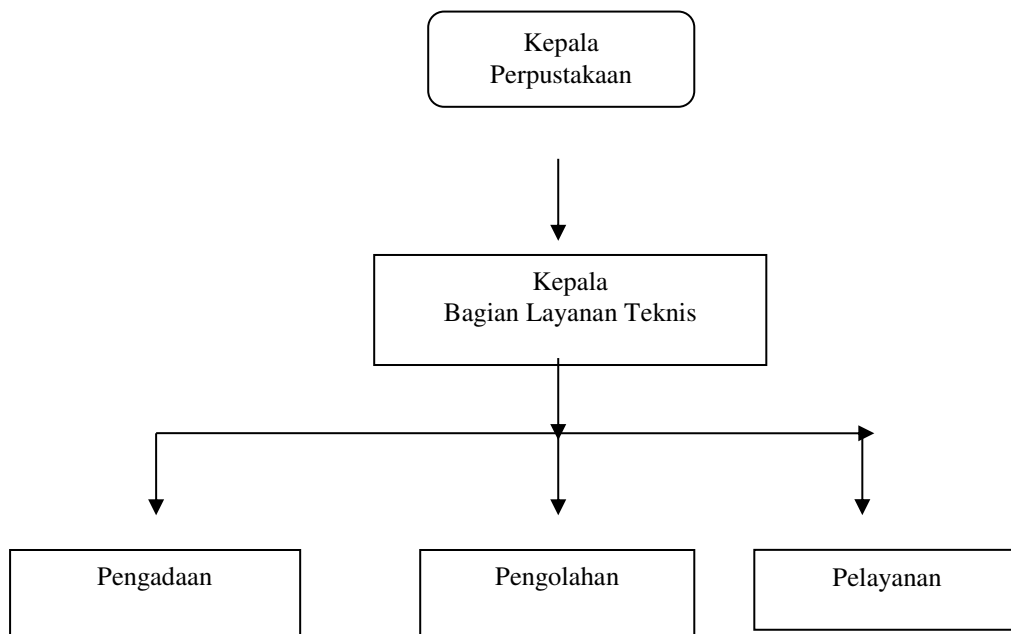 Kepala
Perpustakaan
Kepala
Bagian Layanan Teknis
Pengadaan
Pengolahan
Pelayanan